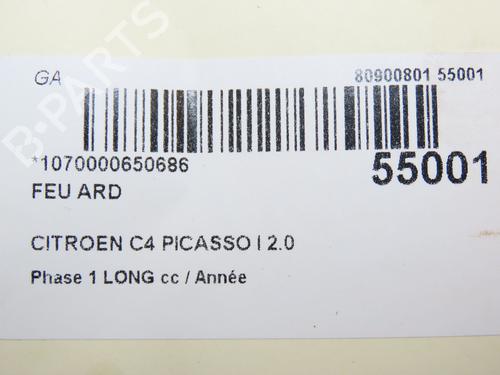 GA
80900801 55001
*1070000650686
55001
FEU ARD
CITROEN C4 PICASSO I 2.0
Phase 1 LONG cc / Année
B-PARTS